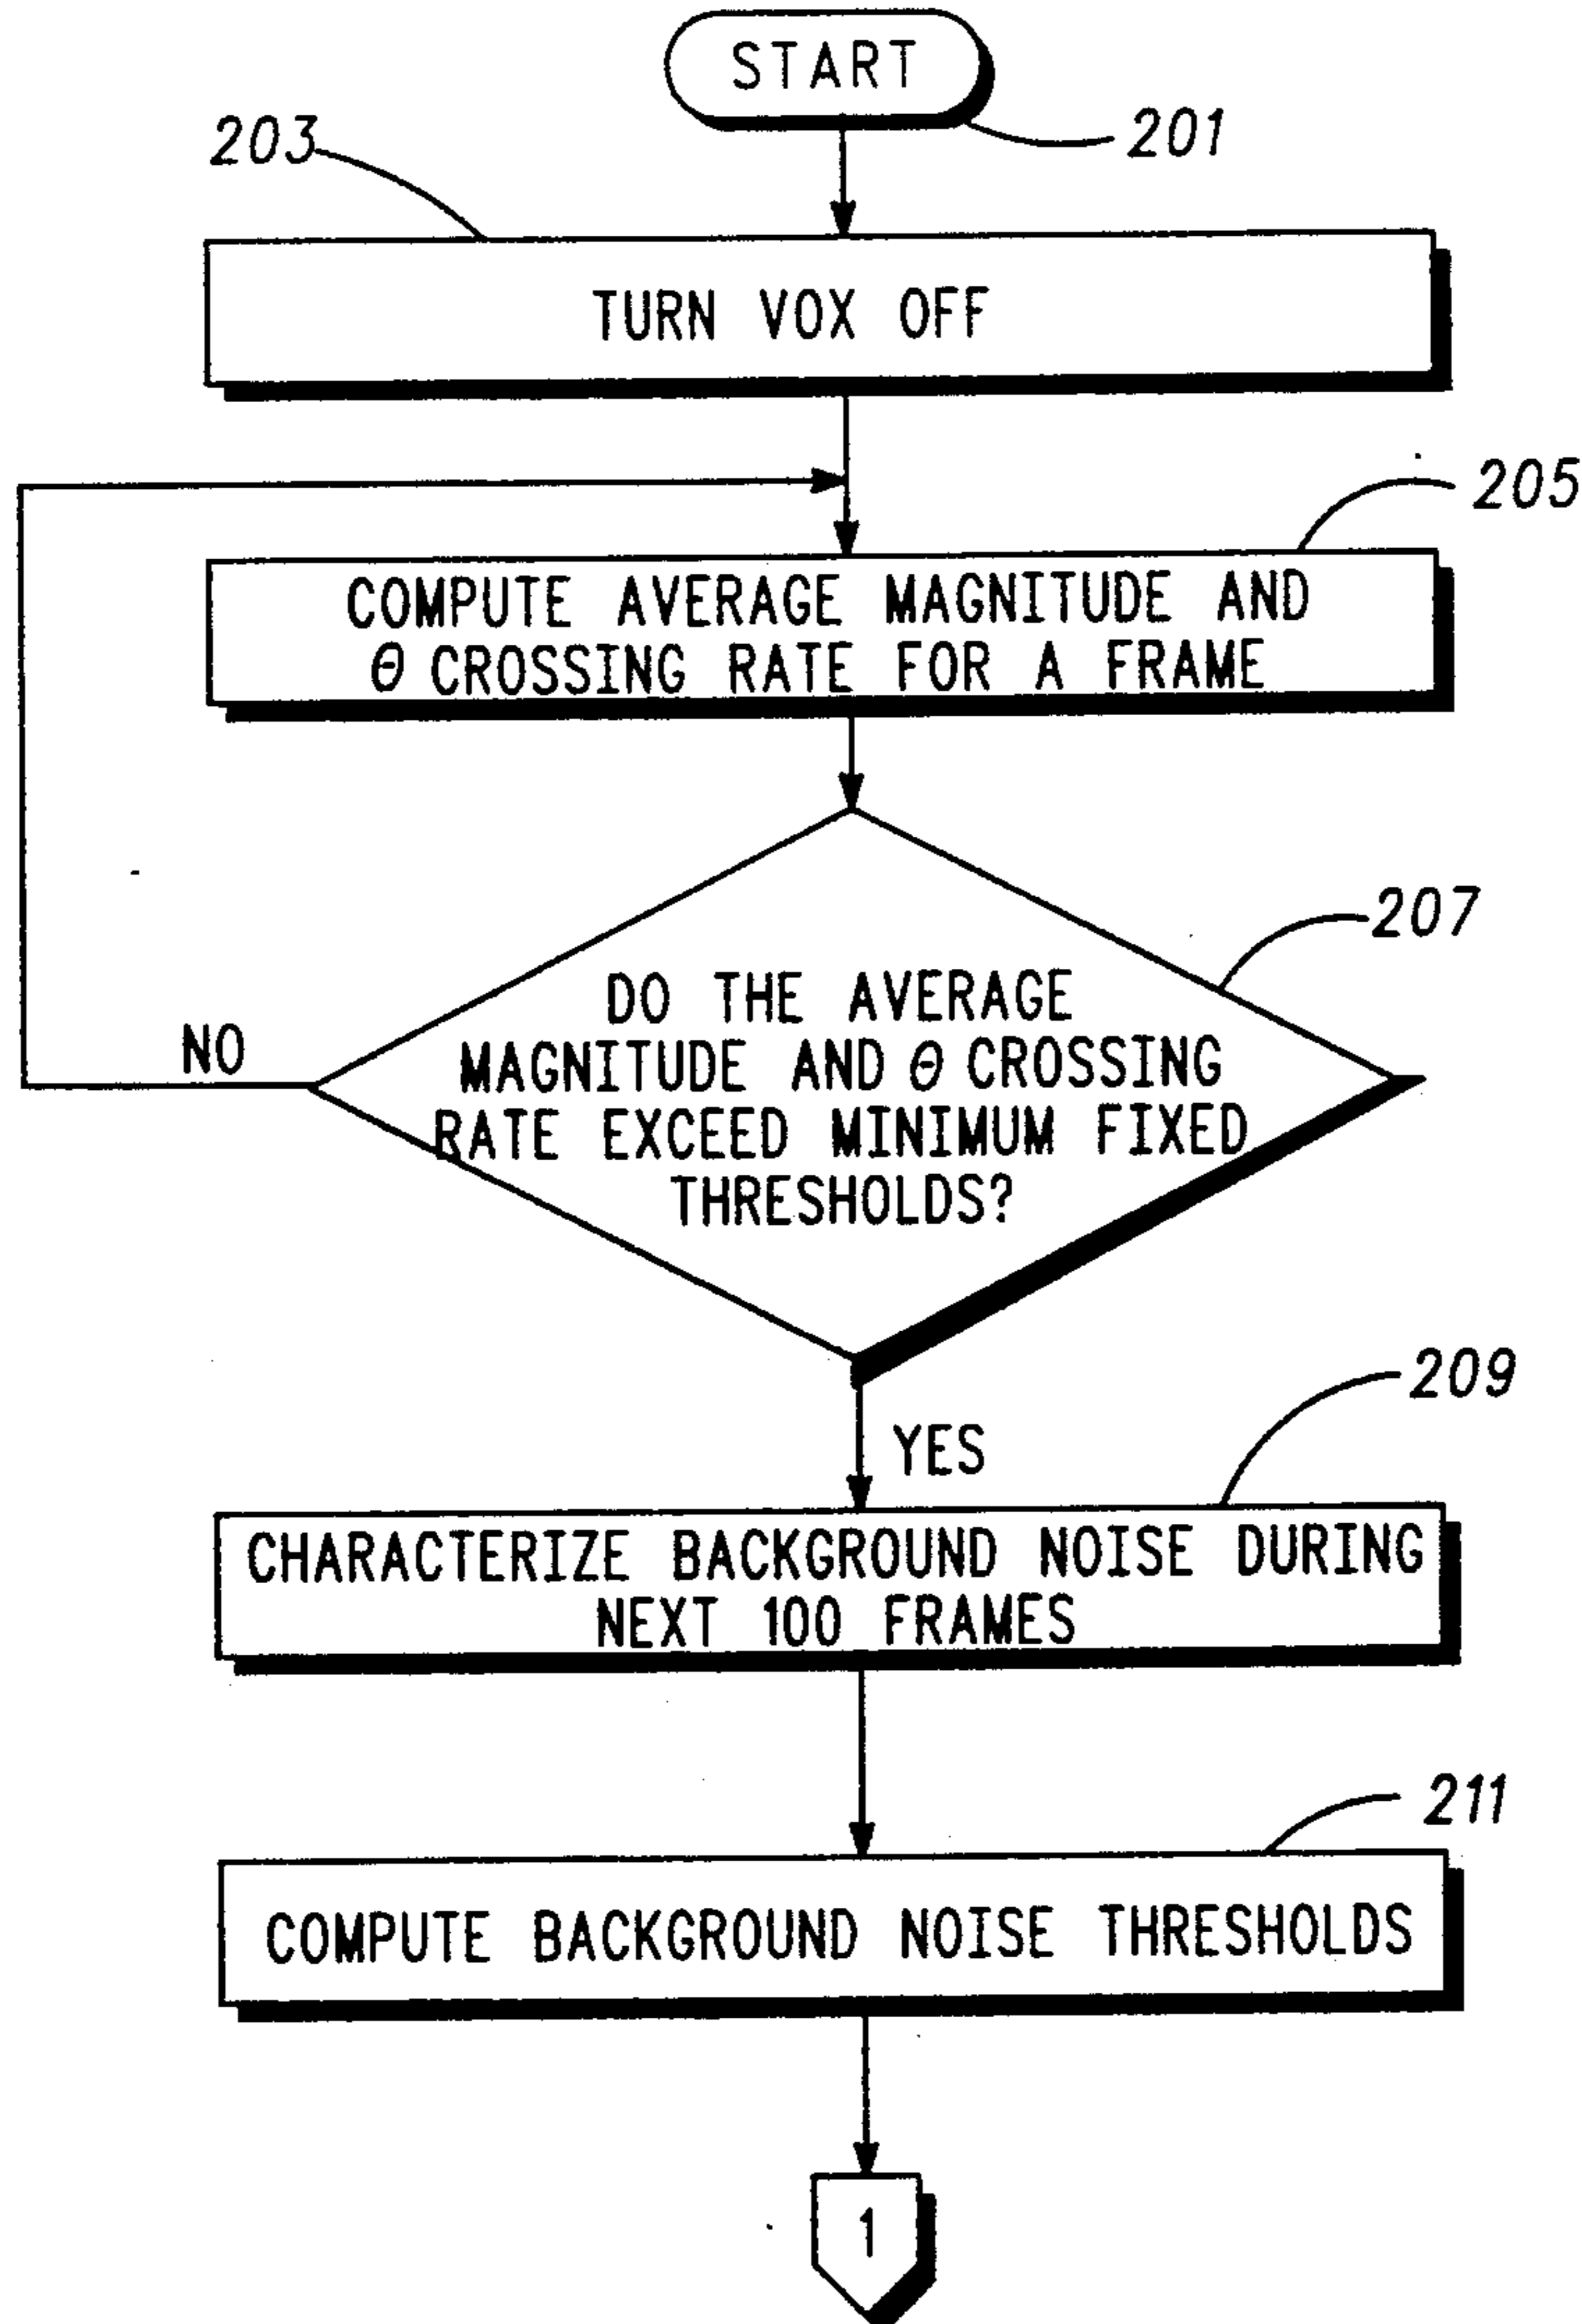 START
201
203
TURN VOX OFF
205
COMPUTE AVERAGE MAGNITUDE AND
Θ CROSSING RATE FOR A FRAME
207
DO THE AVERAGE
MAGNITUDE AND Θ CROSSING
RATE EXCEED MINIMUM FIXED
THRESHOLDS?
NO
YES
209
CHARACTERIZE BACKGROUND NOISE DURING
NEXT 100 FRAMES
211
COMPUTE BACKGROUND NOISE THRESHOLDS
1